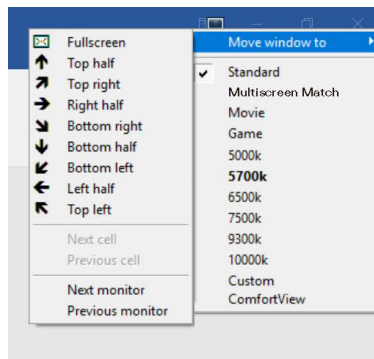 Fullscreen
Top half
Top right
Right half
Bottom right
Bottom half
Bottom left
Left half
Top left
Next cell
Previous cell
Next monitor
Previous monitor
Move window to
Standard
Multiscreen Match
Movie
Game
5000k
5700k
6500k
7500k
9300k
10000k
Custom
ComfortView